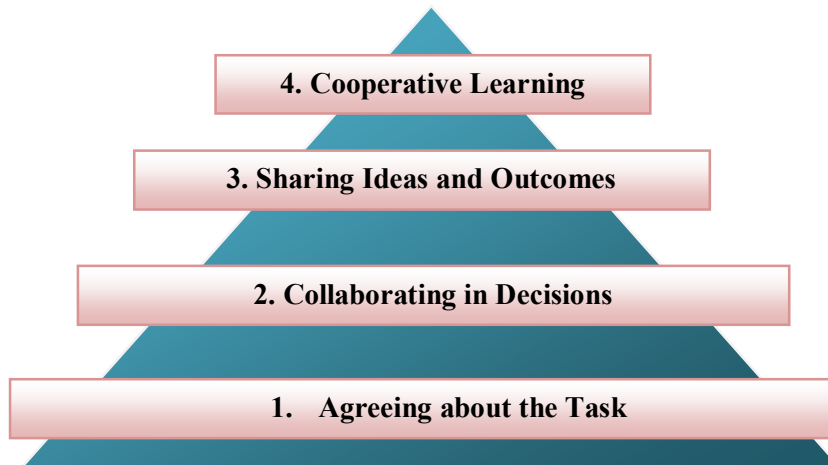 4. Cooperative Learning
3. Sharing Ideas and Outcomes
2. Collaborating in Decisions
1. Agreeing about the Task